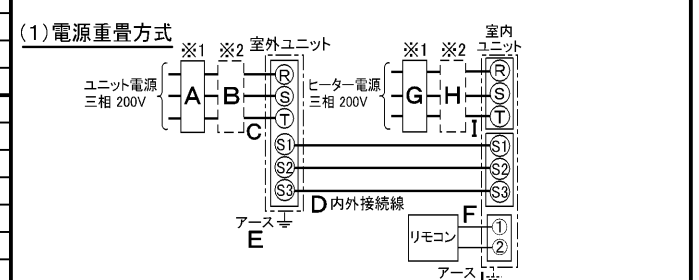 (1)電源重畳方式
※1 ※2 室外ユニット
※1 ※2 室内ユニット
ユニット電源
三相 200V
A B C
R
S
T
S1
S2
S3
ヒーター電源
三相 200V
G H I
R
S
T
S1
S2
S3
D 内外接続線
アース
E
F
リモコン
①
②
アース